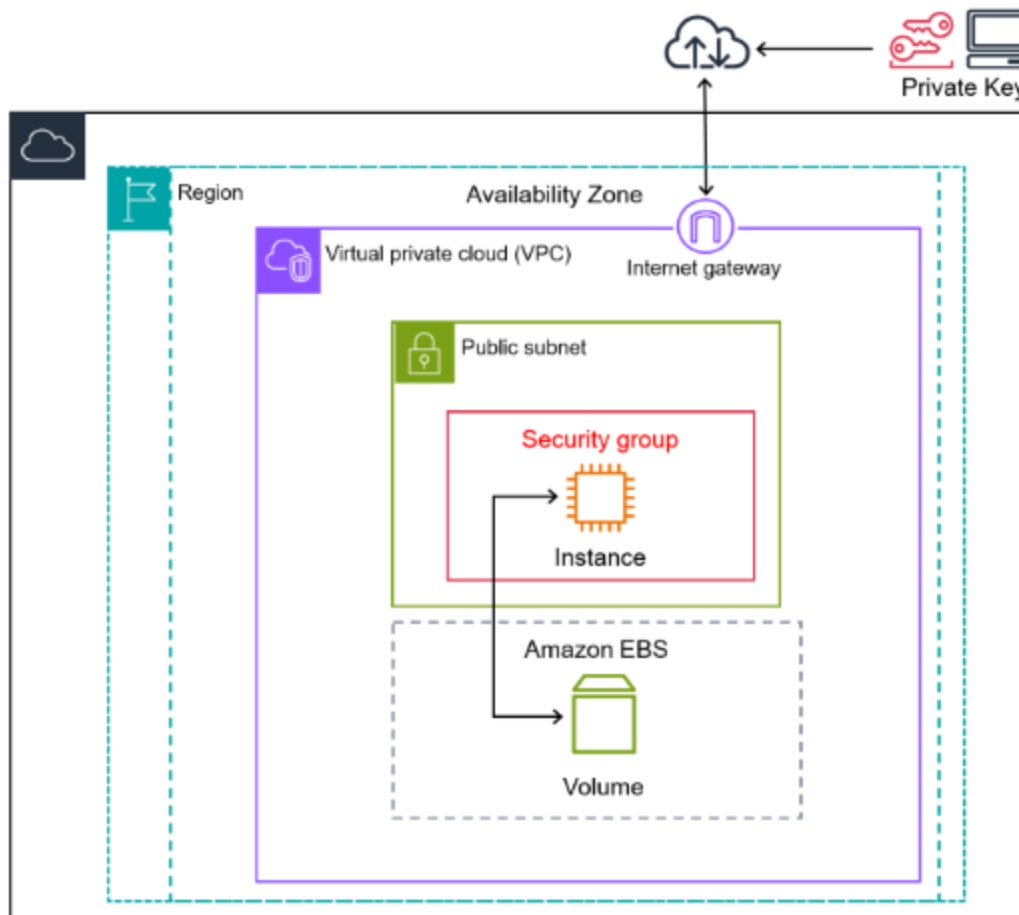 Private Key
Region
Availability Zone
Virtual private cloud (VPC)
Internet gateway
Public subnet
Security group
Instance
Amazon EBS
Volume